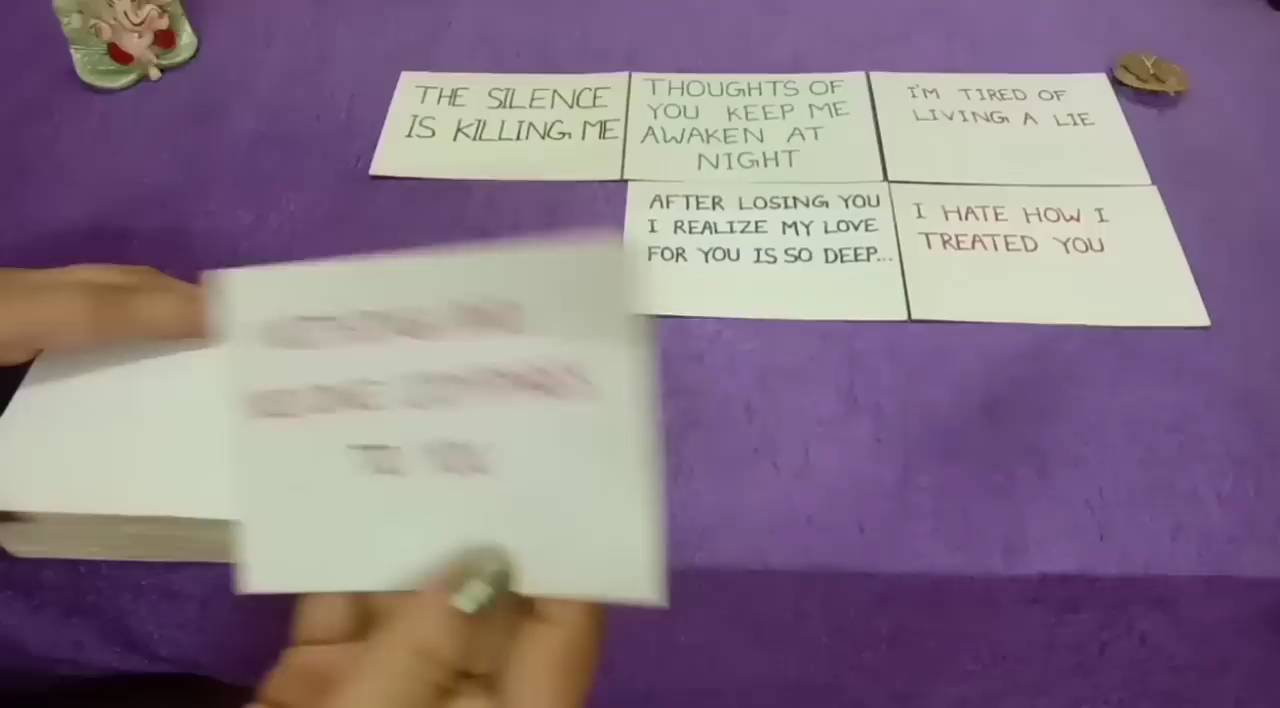 THE SILENCE
IS KILLING ME
THOUGHTS OF
YOU KEEP ME
AWAKEN AT
NIGHT
I'M TIRED OF
LIVING A LIE
AFTER LOSING YOU
I REALIZE MY LOVE
FOR YOU IS SO DEEP...
I HATE HOW I
TREATED YOU